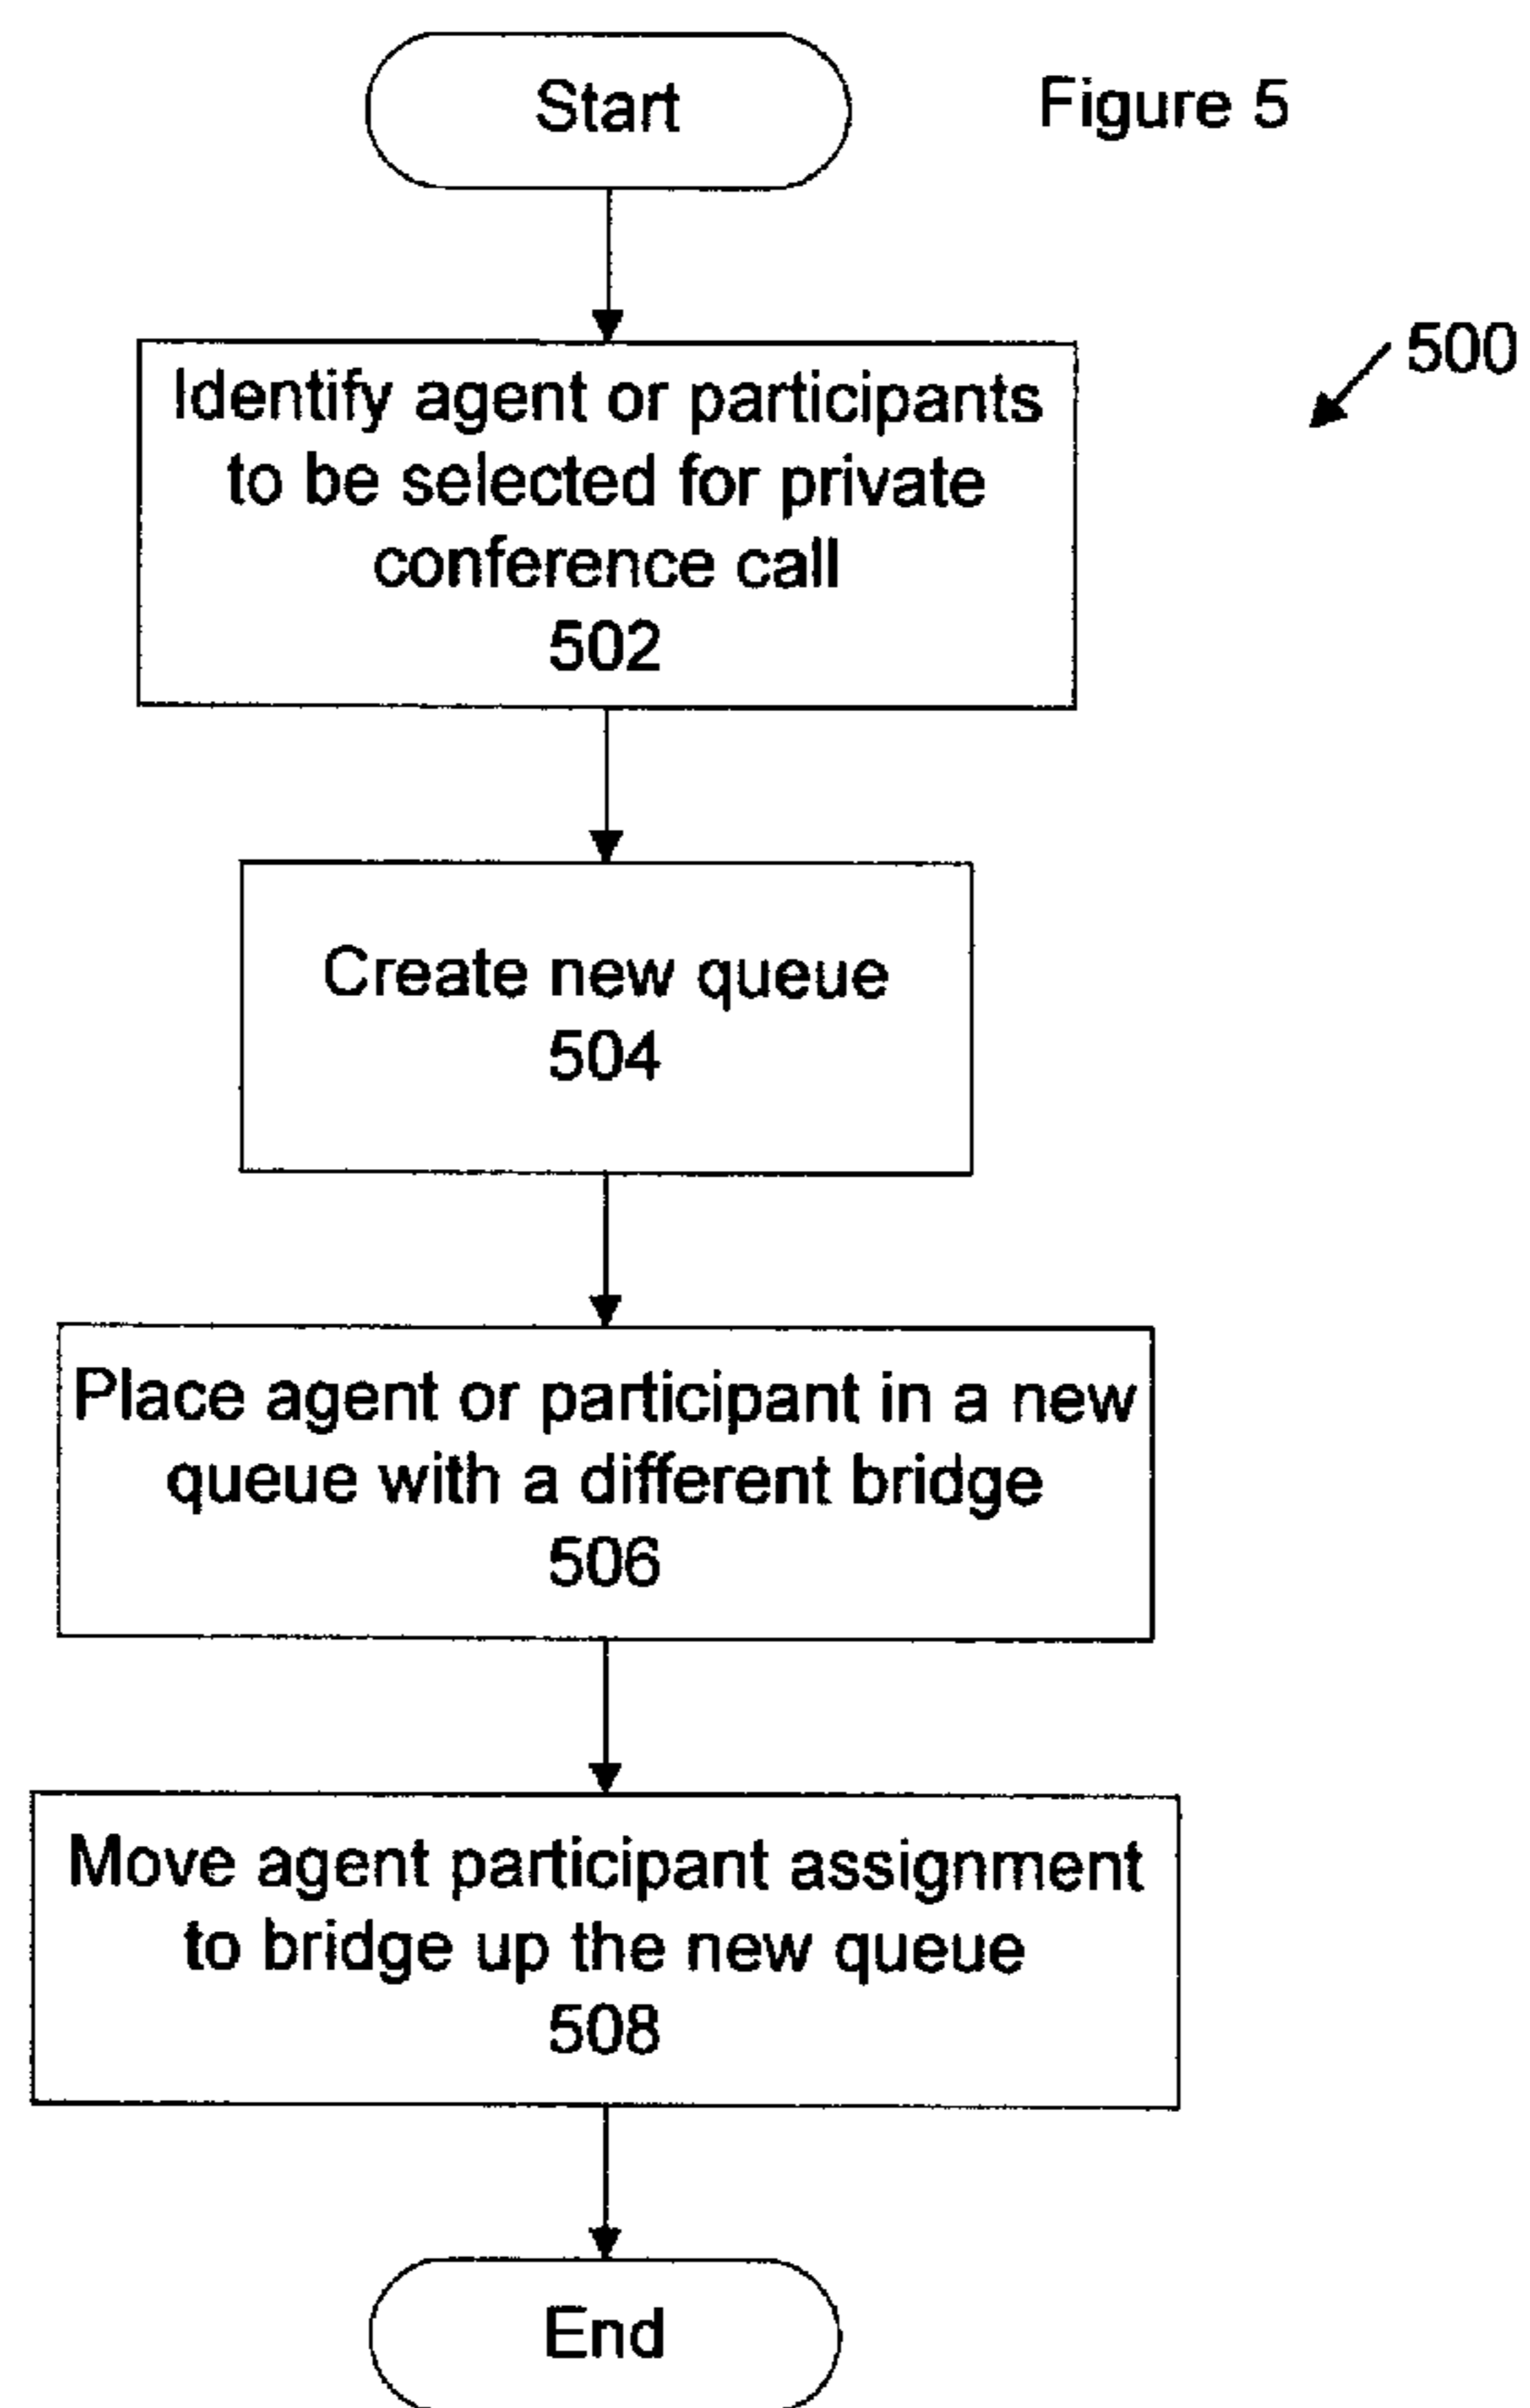 Start
Figure 5
500
Identify agent or participants
to be selected for private
conference call
502
Create new queue
504
Place agent or participant in a new
queue with a different bridge
506
Move agent participant assignment
to bridge up the new queue
508
End